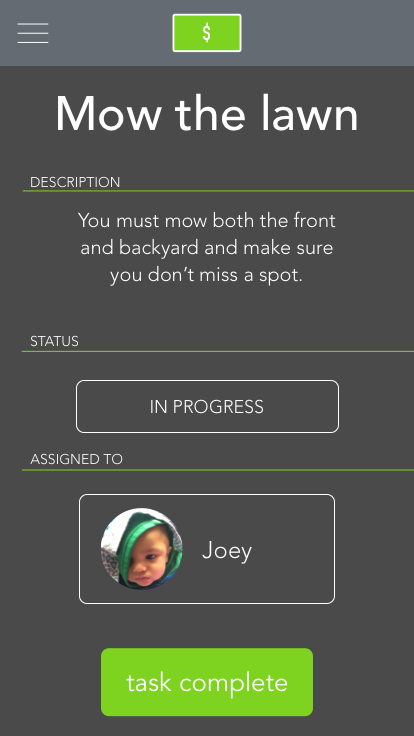 $
Mow the lawn
DESCRIPTION
You must mow both the front
and backyard and make sure
you don’t miss a spot.
STATUS
IN PROGRESS
ASSIGNED TO
Joey
task complete